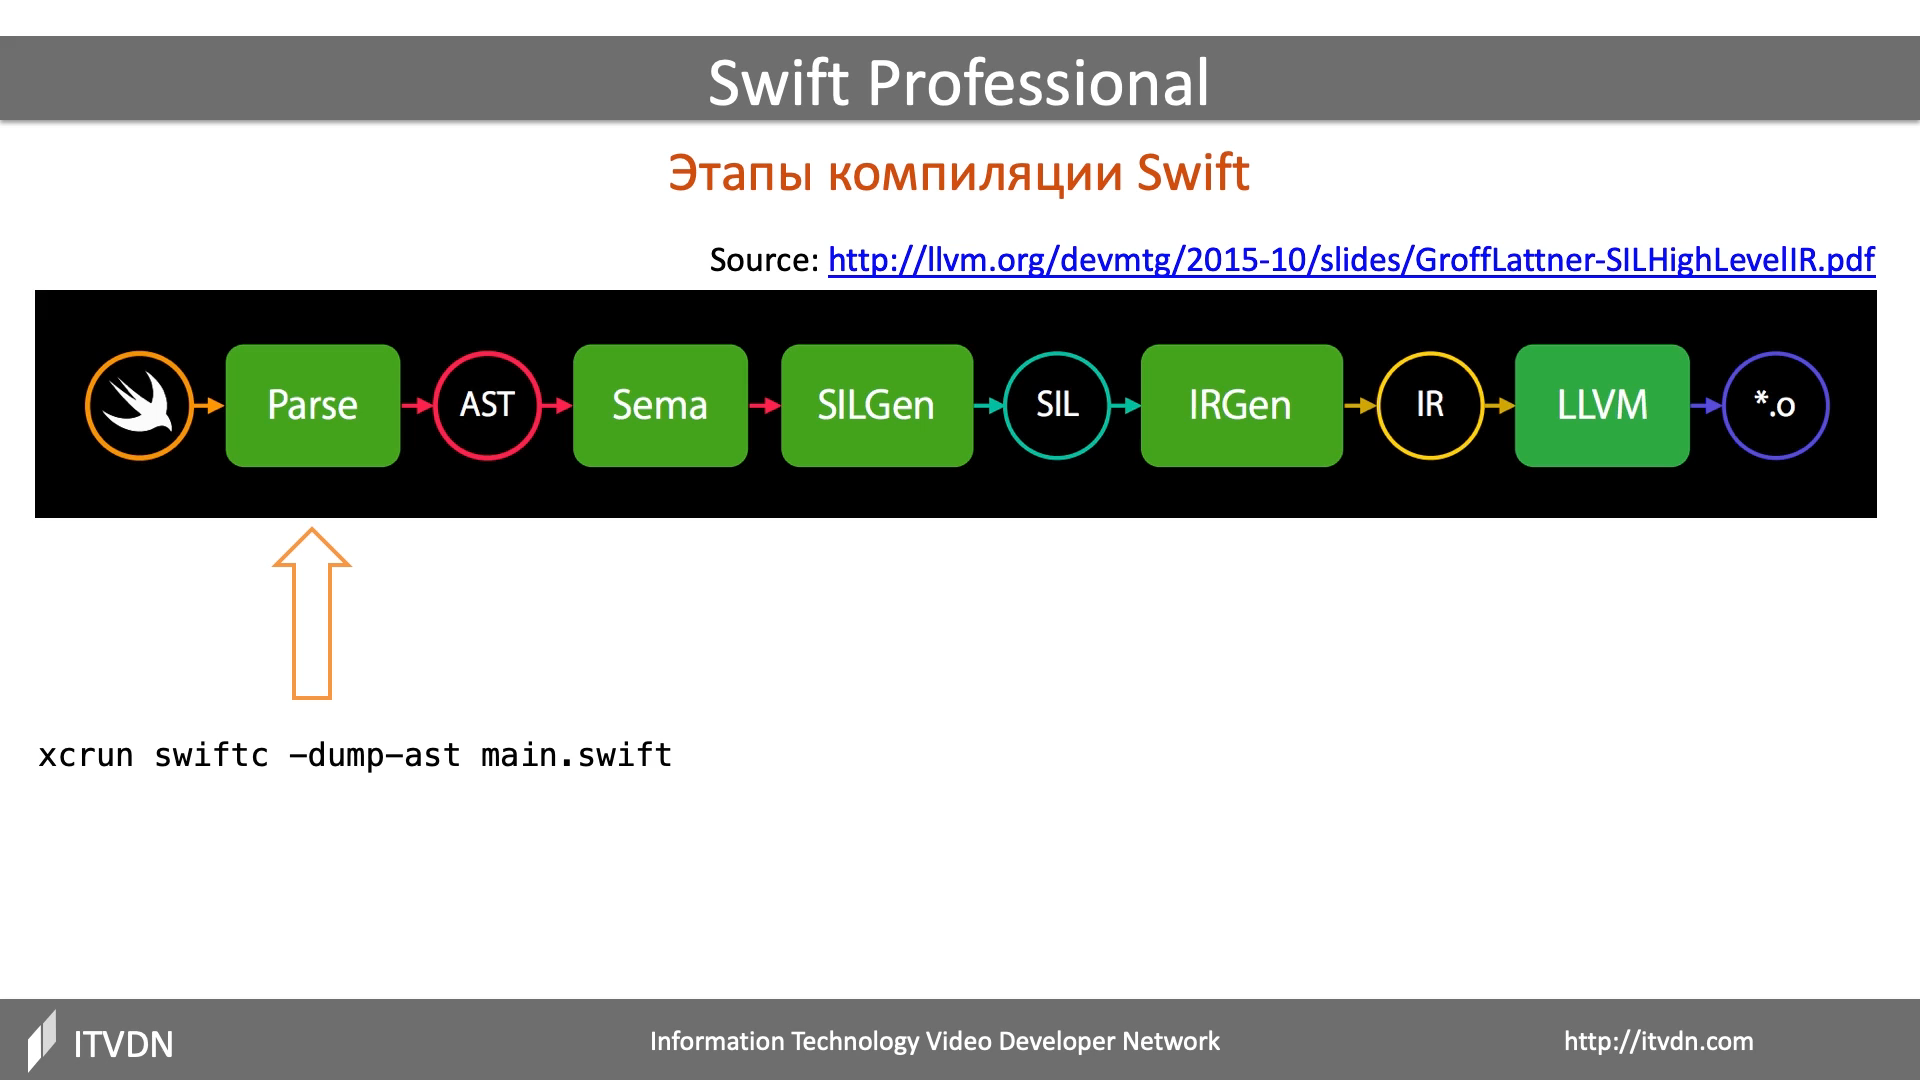 Swift Professional
Этапы компиляции Swift
Source: http://llvm.org/devmtg/2015-10/slides/GroffLattner-SILHighLevelIR.pdf
Parse AST Sema SILGen SIL IRGen IR LLVM *.o
xcrun swiftc -dump-ast main.swift
ITVDN Information Technology Video Developer Network http://itvdn.com